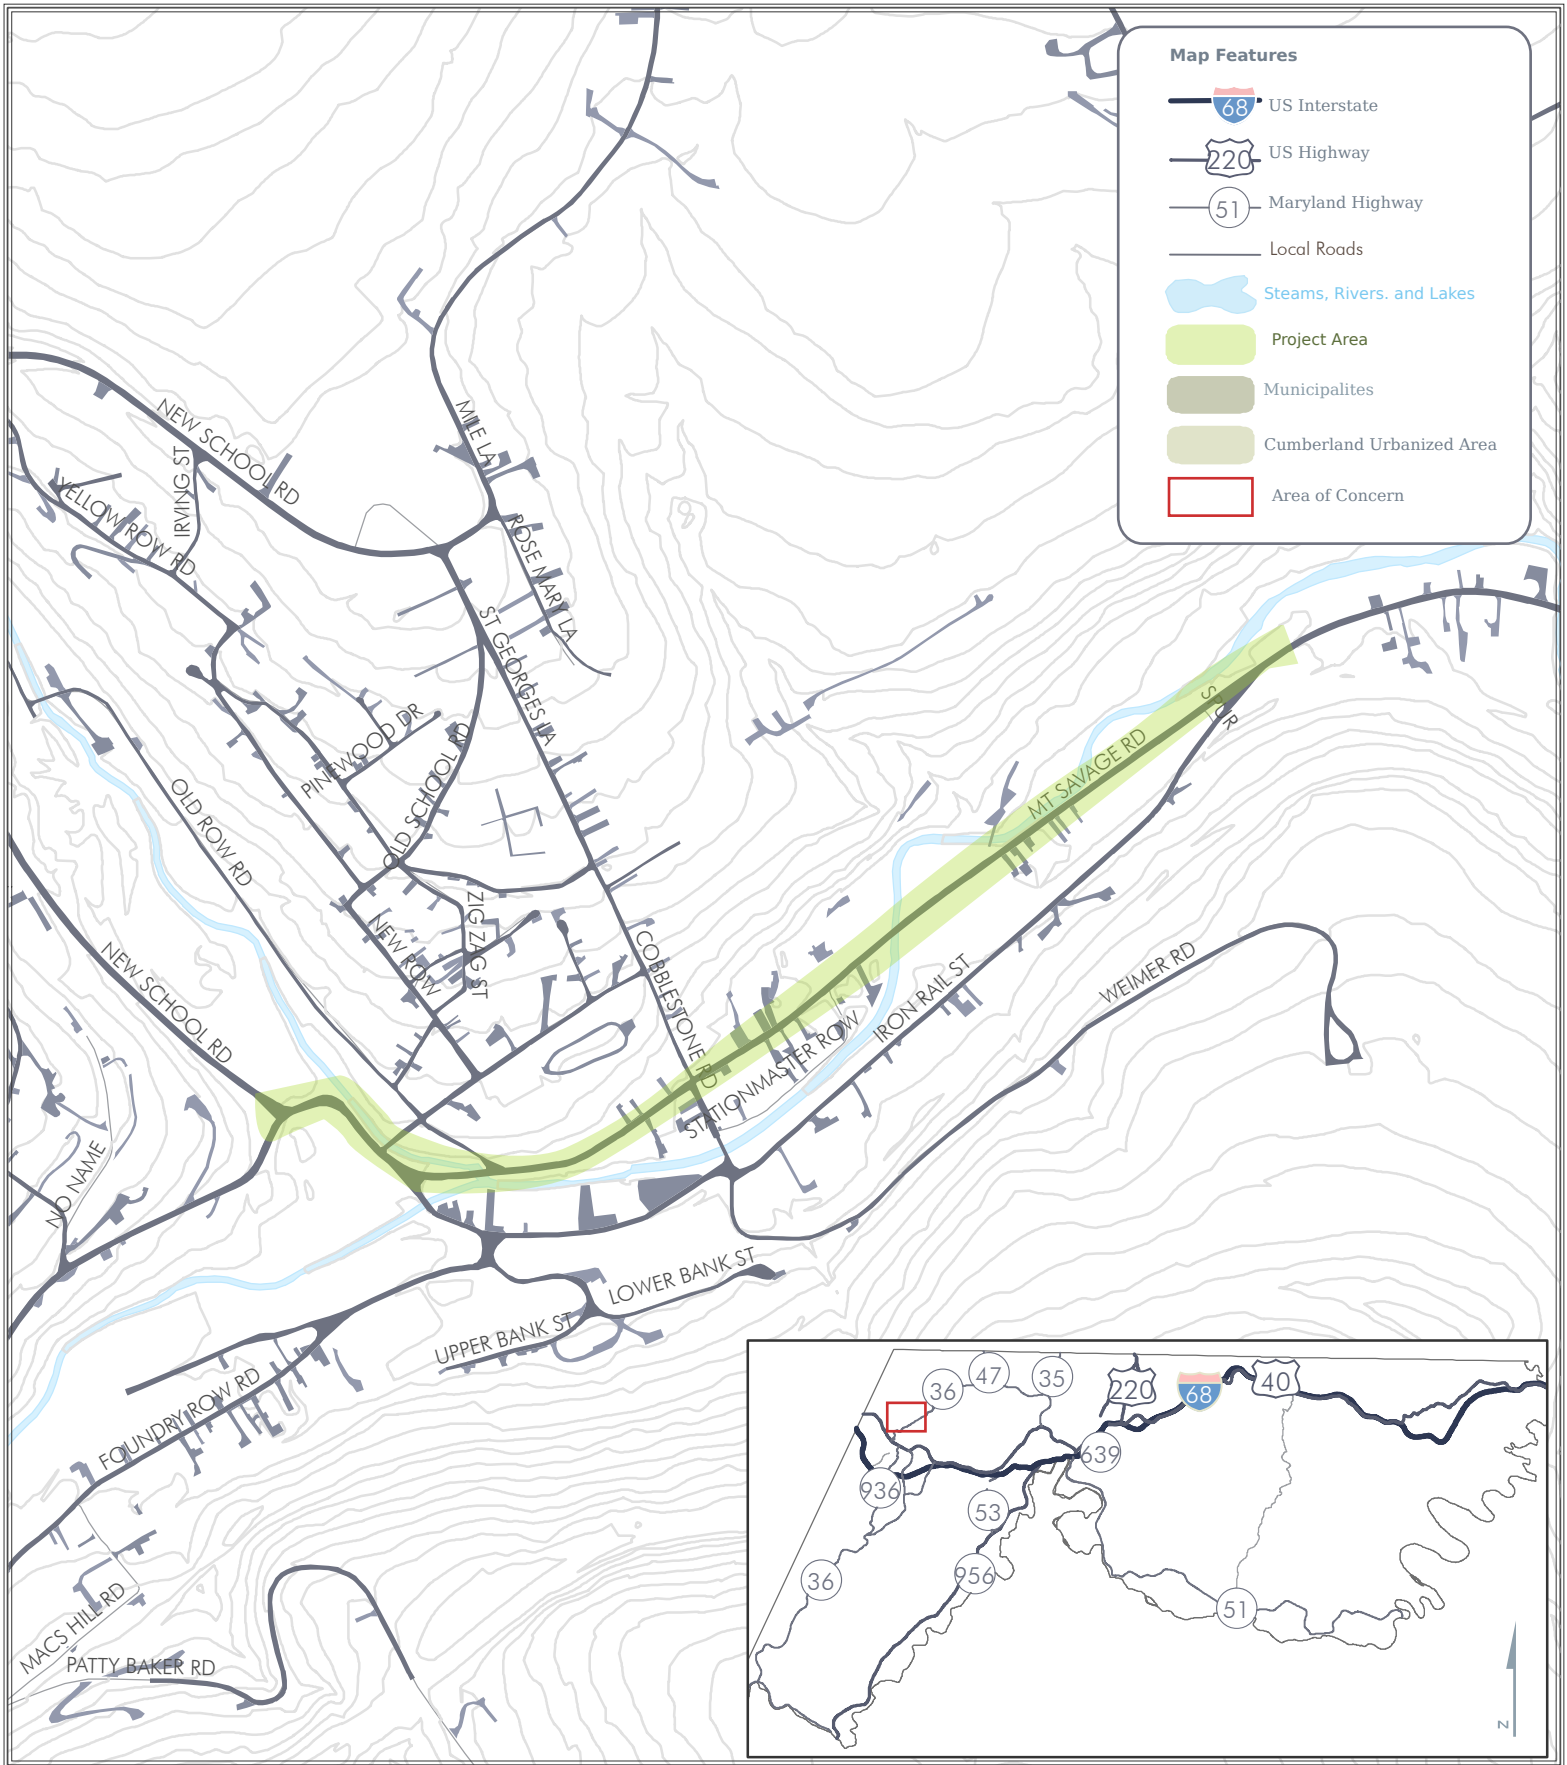 Map Features
68
US Interstate
220
US Highway
51
Maryland Highway
Local Roads
Steams, Rivers. and Lakes
Project Area
Municipalites
Cumberland Urbanized Area
Area of Concern
NEW SCHOOL RD
MILE LA
IRVING ST
YELLOW ROW RD
ROSE MARY LA
ST GEORGES LA
PINEWOOD DR
OLD SCHOOL RD
SPUR
MT SAVAGE RD
OLD ROW RD
ZIG ZAG ST
NEW ROW
COBBLESTONE RD
NEW SCHOOL RD
IRON RAIL ST
WEIMER RD
STATIONMASTER ROW
NO NAME
LOWER BANK ST
UPPER BANK ST
FOUNDRY ROW RD
MACS HILL RD
PATTY BAKER RD
36
47
35
220
68
40
639
936
53
956
36
51
N